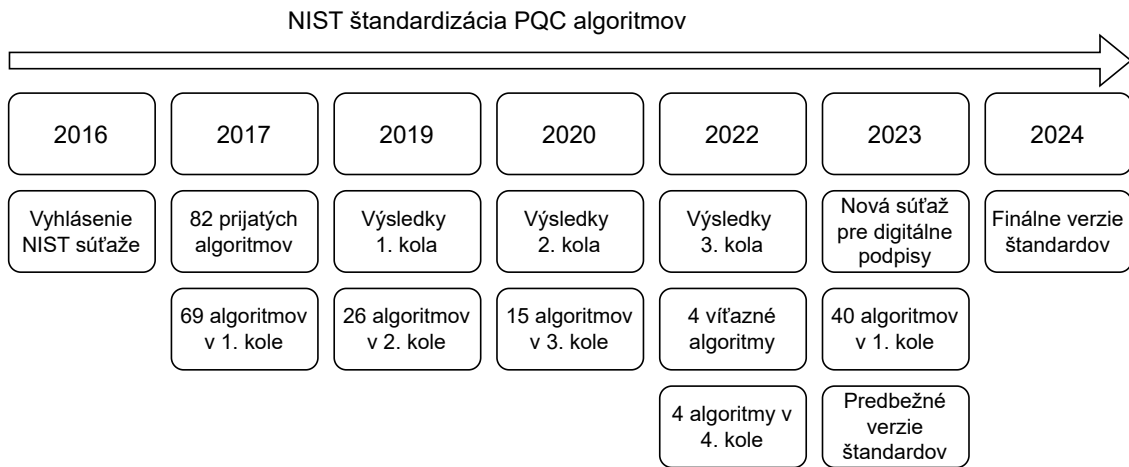 NIST štandardizácia PQC algoritmov
2016
2017
2019
2020
2022
2023
2024
Vyhlásenie
NIST súťaže
82 prijatých
algoritmov
Výsledky
1. kola
Výsledky
2. kola
Výsledky
3. kola
Nová súťaž
pre digitálne
podpisy
Finálne verzie
štandardov
69 algoritmov
v 1. kole
26 algoritmov
v 2. kole
15 algoritmov
v 3. kole
4 víťazné
algoritmy
40 algoritmov
v 1. kole
4 algoritmy v
4. kole
Predbežné
verzie
štandardov